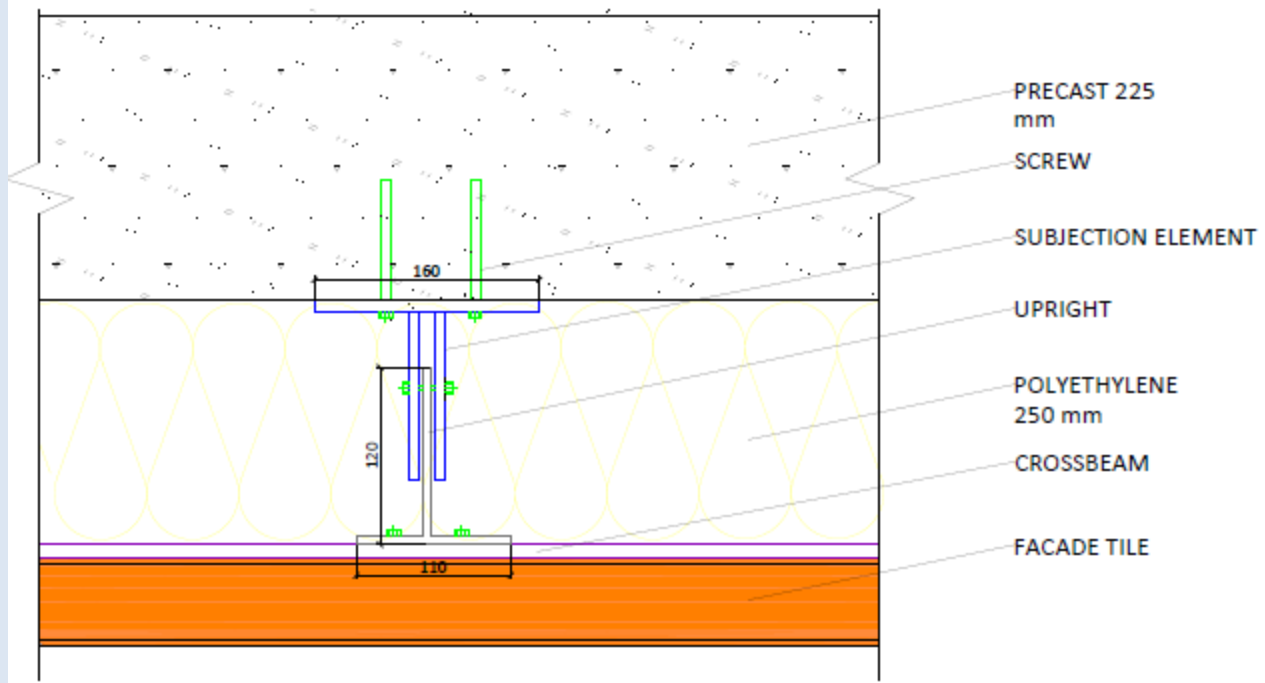 PRECAST 225
mm
SCREW
160
SUBJECTION ELEMENT
UPRIGHT
POLYETHYLENE
250 mm
120
CROSSBEAM
FACADE TILE
110